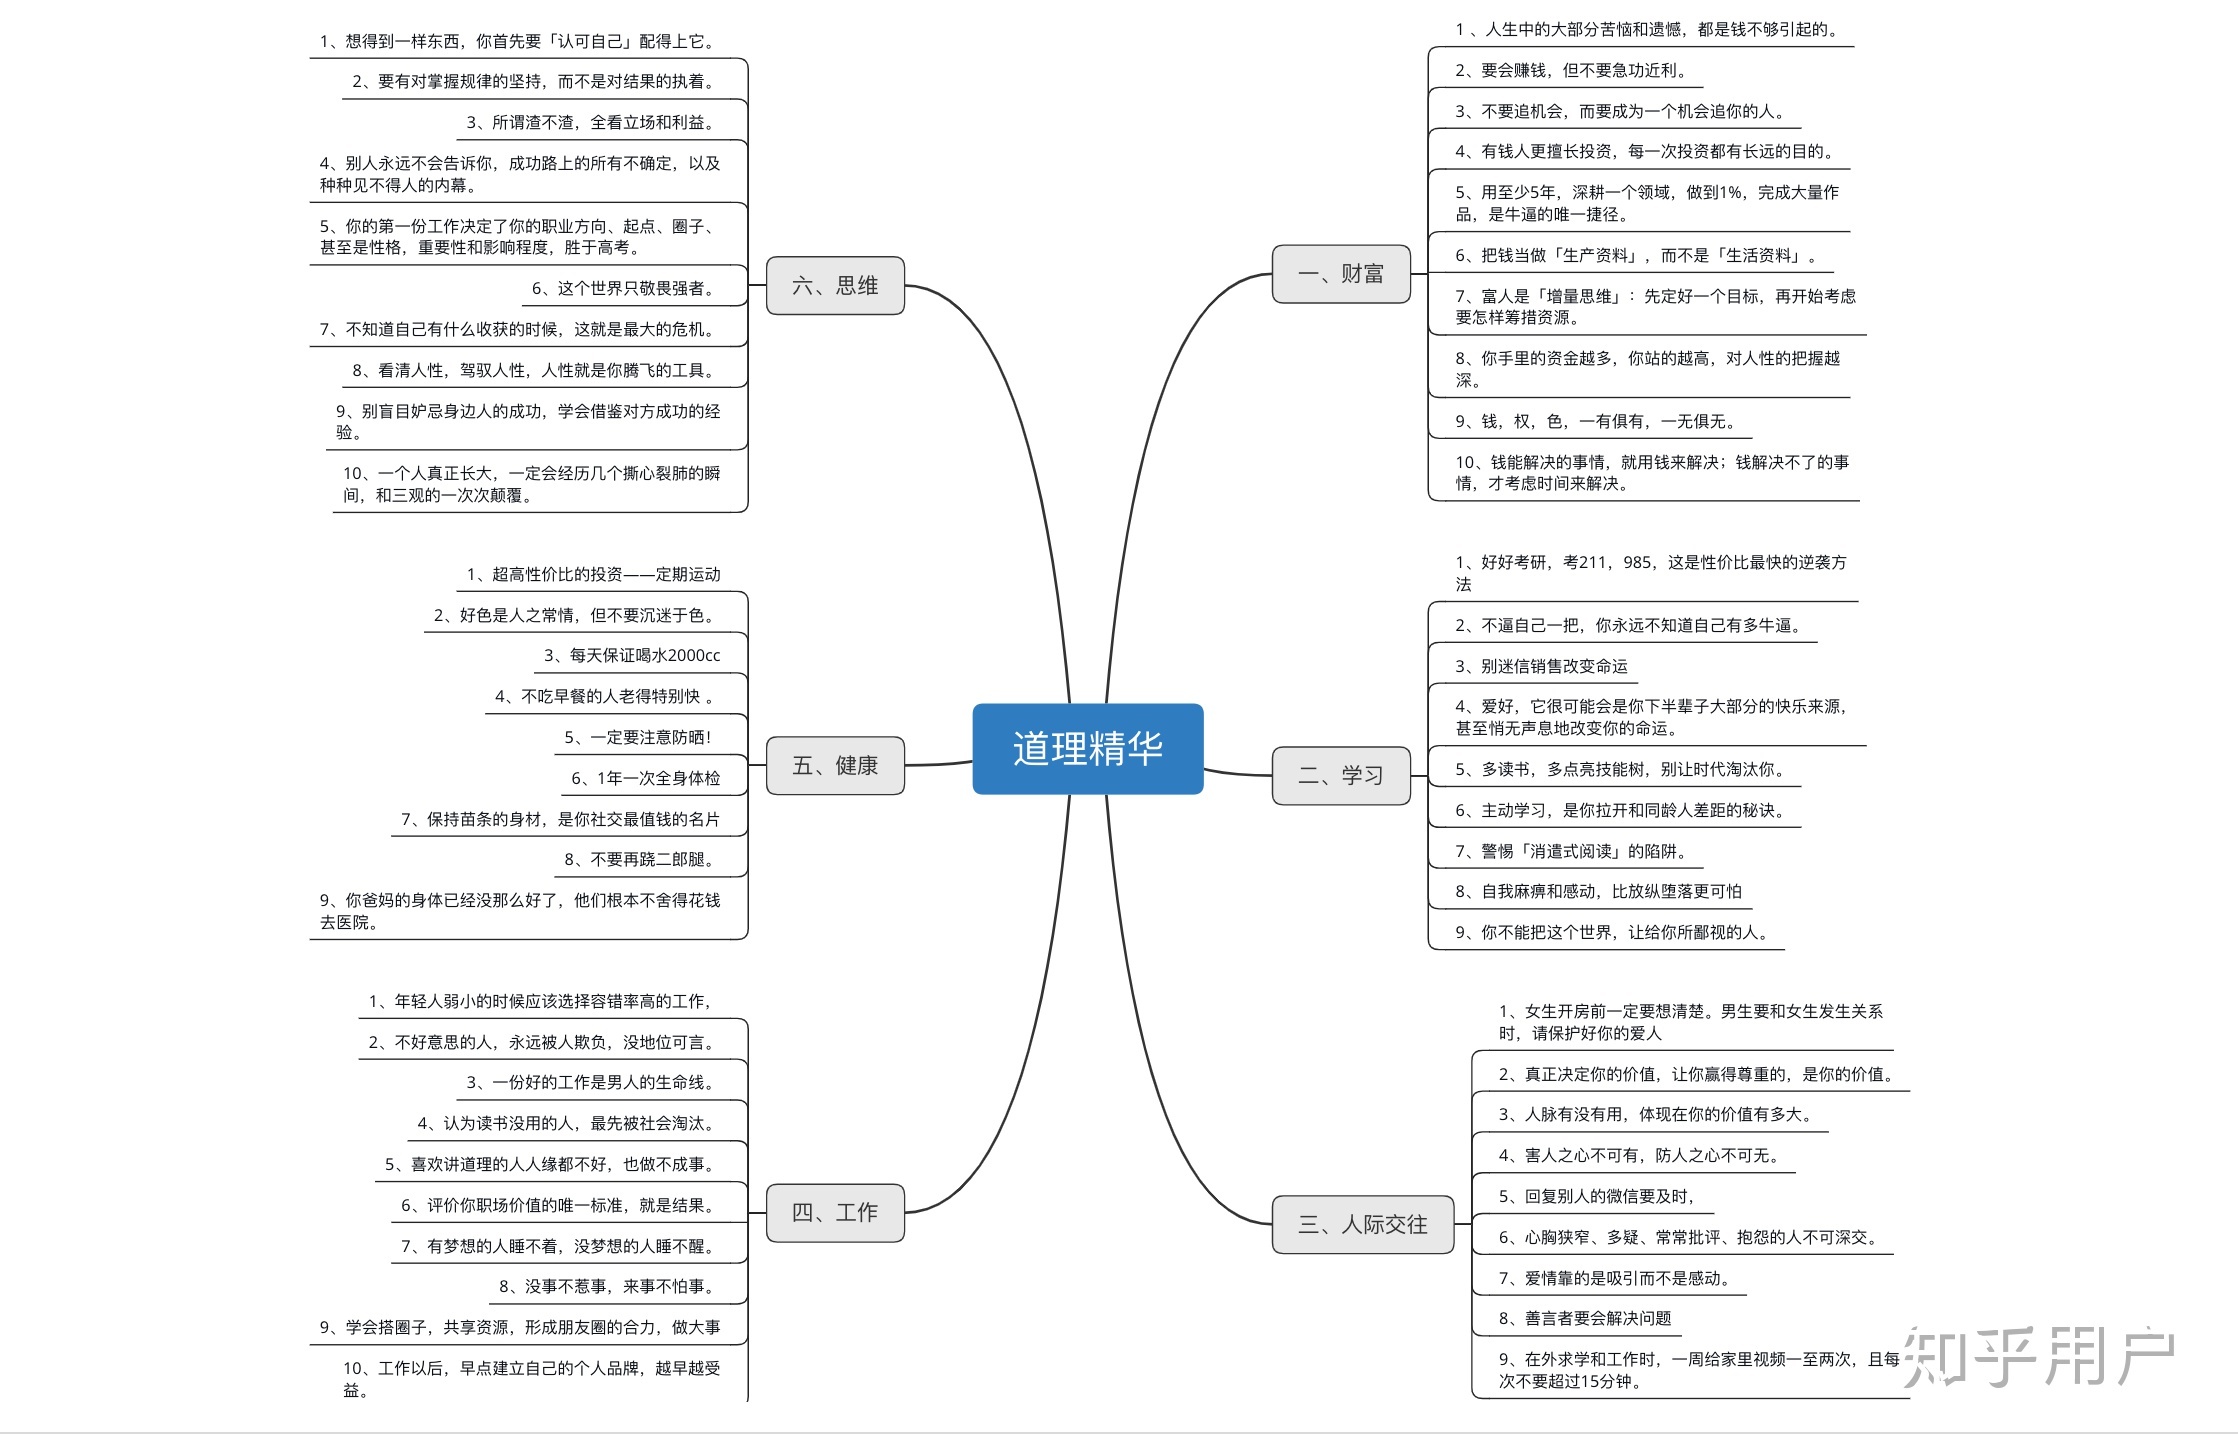 道理精华
一、财富
1 、人生中的大部分苦恼和遗憾，都是钱不够引起的。
2、要会赚钱，但不要急功近利。
3、不要追机会，而要成为一个机会追你的人。
4、有钱人更擅长投资，每一次投资都有长远的目的。
5、用至少5年，深耕一个领域，做到1%，完成大量作
品，是牛逼的唯一捷径。
6、把钱当做「生产资料」，而不是「生活资料」。
7、富人是「增量思维」：先定好一个目标，再开始考虑
要怎样筹措资源。
8、你手里的资金越多，你站的越高，对人性的把握越
深。
9、钱，权，色，一有俱有，一无俱无。
10、钱能解决的事情，就用钱来解决；钱解决不了的事
情，才考虑时间来解决。
二、学习
1、好好考研，考211，985，这是性价比最快的逆袭方
法
2、不逼自己一把，你永远不知道自己有多牛逼。
3、别迷信销售改变命运
4、爱好，它很可能会是你下半辈子大部分的快乐来源，
甚至悄无声息地改变你的命运。
5、多读书，多点亮技能树，别让时代淘汰你。
6、主动学习，是你拉开和同龄人差距的秘诀。
7、警惕「消遣式阅读」的陷阱。
8、自我麻痹和感动，比放纵堕落更可怕
9、你不能把这个世界，让给你所鄙视的人。
三、人际交往
1、女生开房前一定要想清楚。男生要和女生发生关系
时，请保护好你的爱人
2、真正决定你的价值，让你赢得尊重的，是你的价值。
3、人脉有没有用，体现在你的价值有多大。
4、害人之心不可有，防人之心不可无。
5、回复别人的微信要及时，
6、心胸狭窄、多疑、常常批评、抱怨的人不可深交。
7、爱情靠的是吸引而不是感动。
8、善言者要会解决问题
9、在外求学和工作时，一周给家里视频一至两次，且每
次不要超过15分钟。
四、工作
1、年轻人弱小的时候应该选择容错率高的工作，
2、不好意思的人，永远被人欺负，没地位可言。
3、一份好的工作是男人的生命线。
4、认为读书没用的人，最先被社会淘汰。
5、喜欢讲道理的人人缘都不好，也做不成事。
6、评价你职场价值的唯一标准，就是结果。
7、有梦想的人睡不着，没梦想的人睡不醒。
8、没事不惹事，来事不怕事。
9、学会搭圈子，共享资源，形成朋友圈的合力，做大事
10、工作以后，早点建立自己的个人品牌，越早越受
益。
五、健康
1、超高性价比的投资——定期运动
2、好色是人之常情，但不要沉迷于色。
3、每天保证喝水2000cc
4、不吃早餐的人老得特别快 。
5、一定要注意防晒！
6、1年一次全身体检
7、保持苗条的身材，是你社交最值钱的名片
8、不要再跷二郎腿。
9、你爸妈的身体已经没那么好了，他们根本不舍得花钱
去医院。
六、思维
1、想得到一样东西，你首先要「认可自己」配得上它。
2、要有对掌握规律的坚持，而不是对结果的执着。
3、所谓渣不渣，全看立场和利益。
4、别人永远不会告诉你，成功路上的所有不确定，以及
种种见不得人的内幕。
5、你的第一份工作决定了你的职业方向、起点、圈子、
甚至是性格，重要性和影响程度，胜于高考。
6、这个世界只敬畏强者。
7、不知道自己有什么收获的时候，这就是最大的危机。
8、看清人性，驾驭人性，人性就是你腾飞的工具。
9、别盲目妒忌身边人的成功，学会借鉴对方成功的经
验。
10、一个人真正长大，一定会经历几个撕心裂肺的瞬
间，和三观的一次次颠覆。
知乎用户